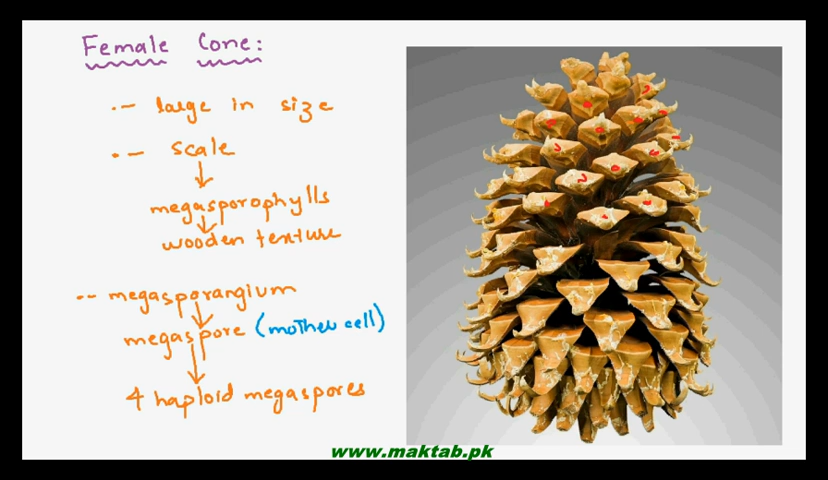 Female Cone:
.- large in size
.- scale
megasporophylls
wooden texture
-- megasporangium
megaspore (mother cell)
4 haploid megaspores
www.maktab.pk